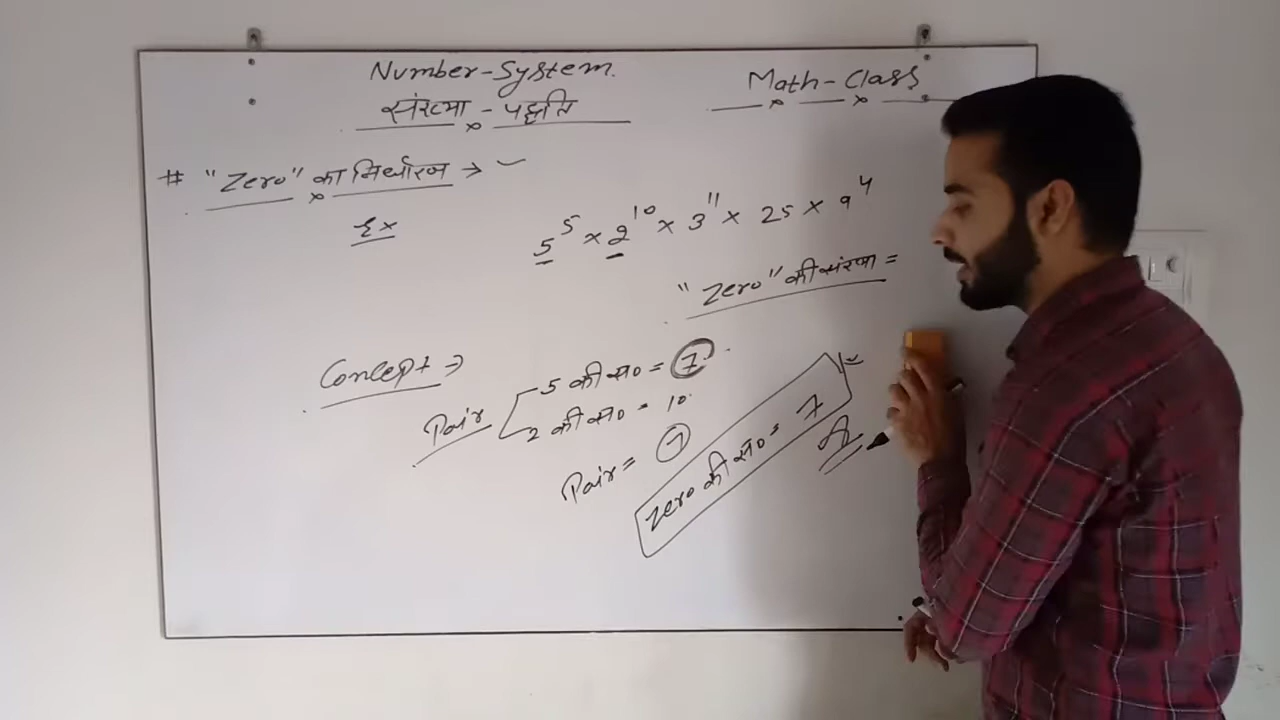 Number-System.
Math-Class
संख्या - पद्धति
# "Zero" का निर्धारण →
Ex
5⁵ × 2¹⁰ × 3¹¹ × 25 × 9⁴
"Zero" की संख्या =
Concept →
Pair
5 की सं० = 7
2 की सं० = 10
Pair = 7
Zero की सं० = 7